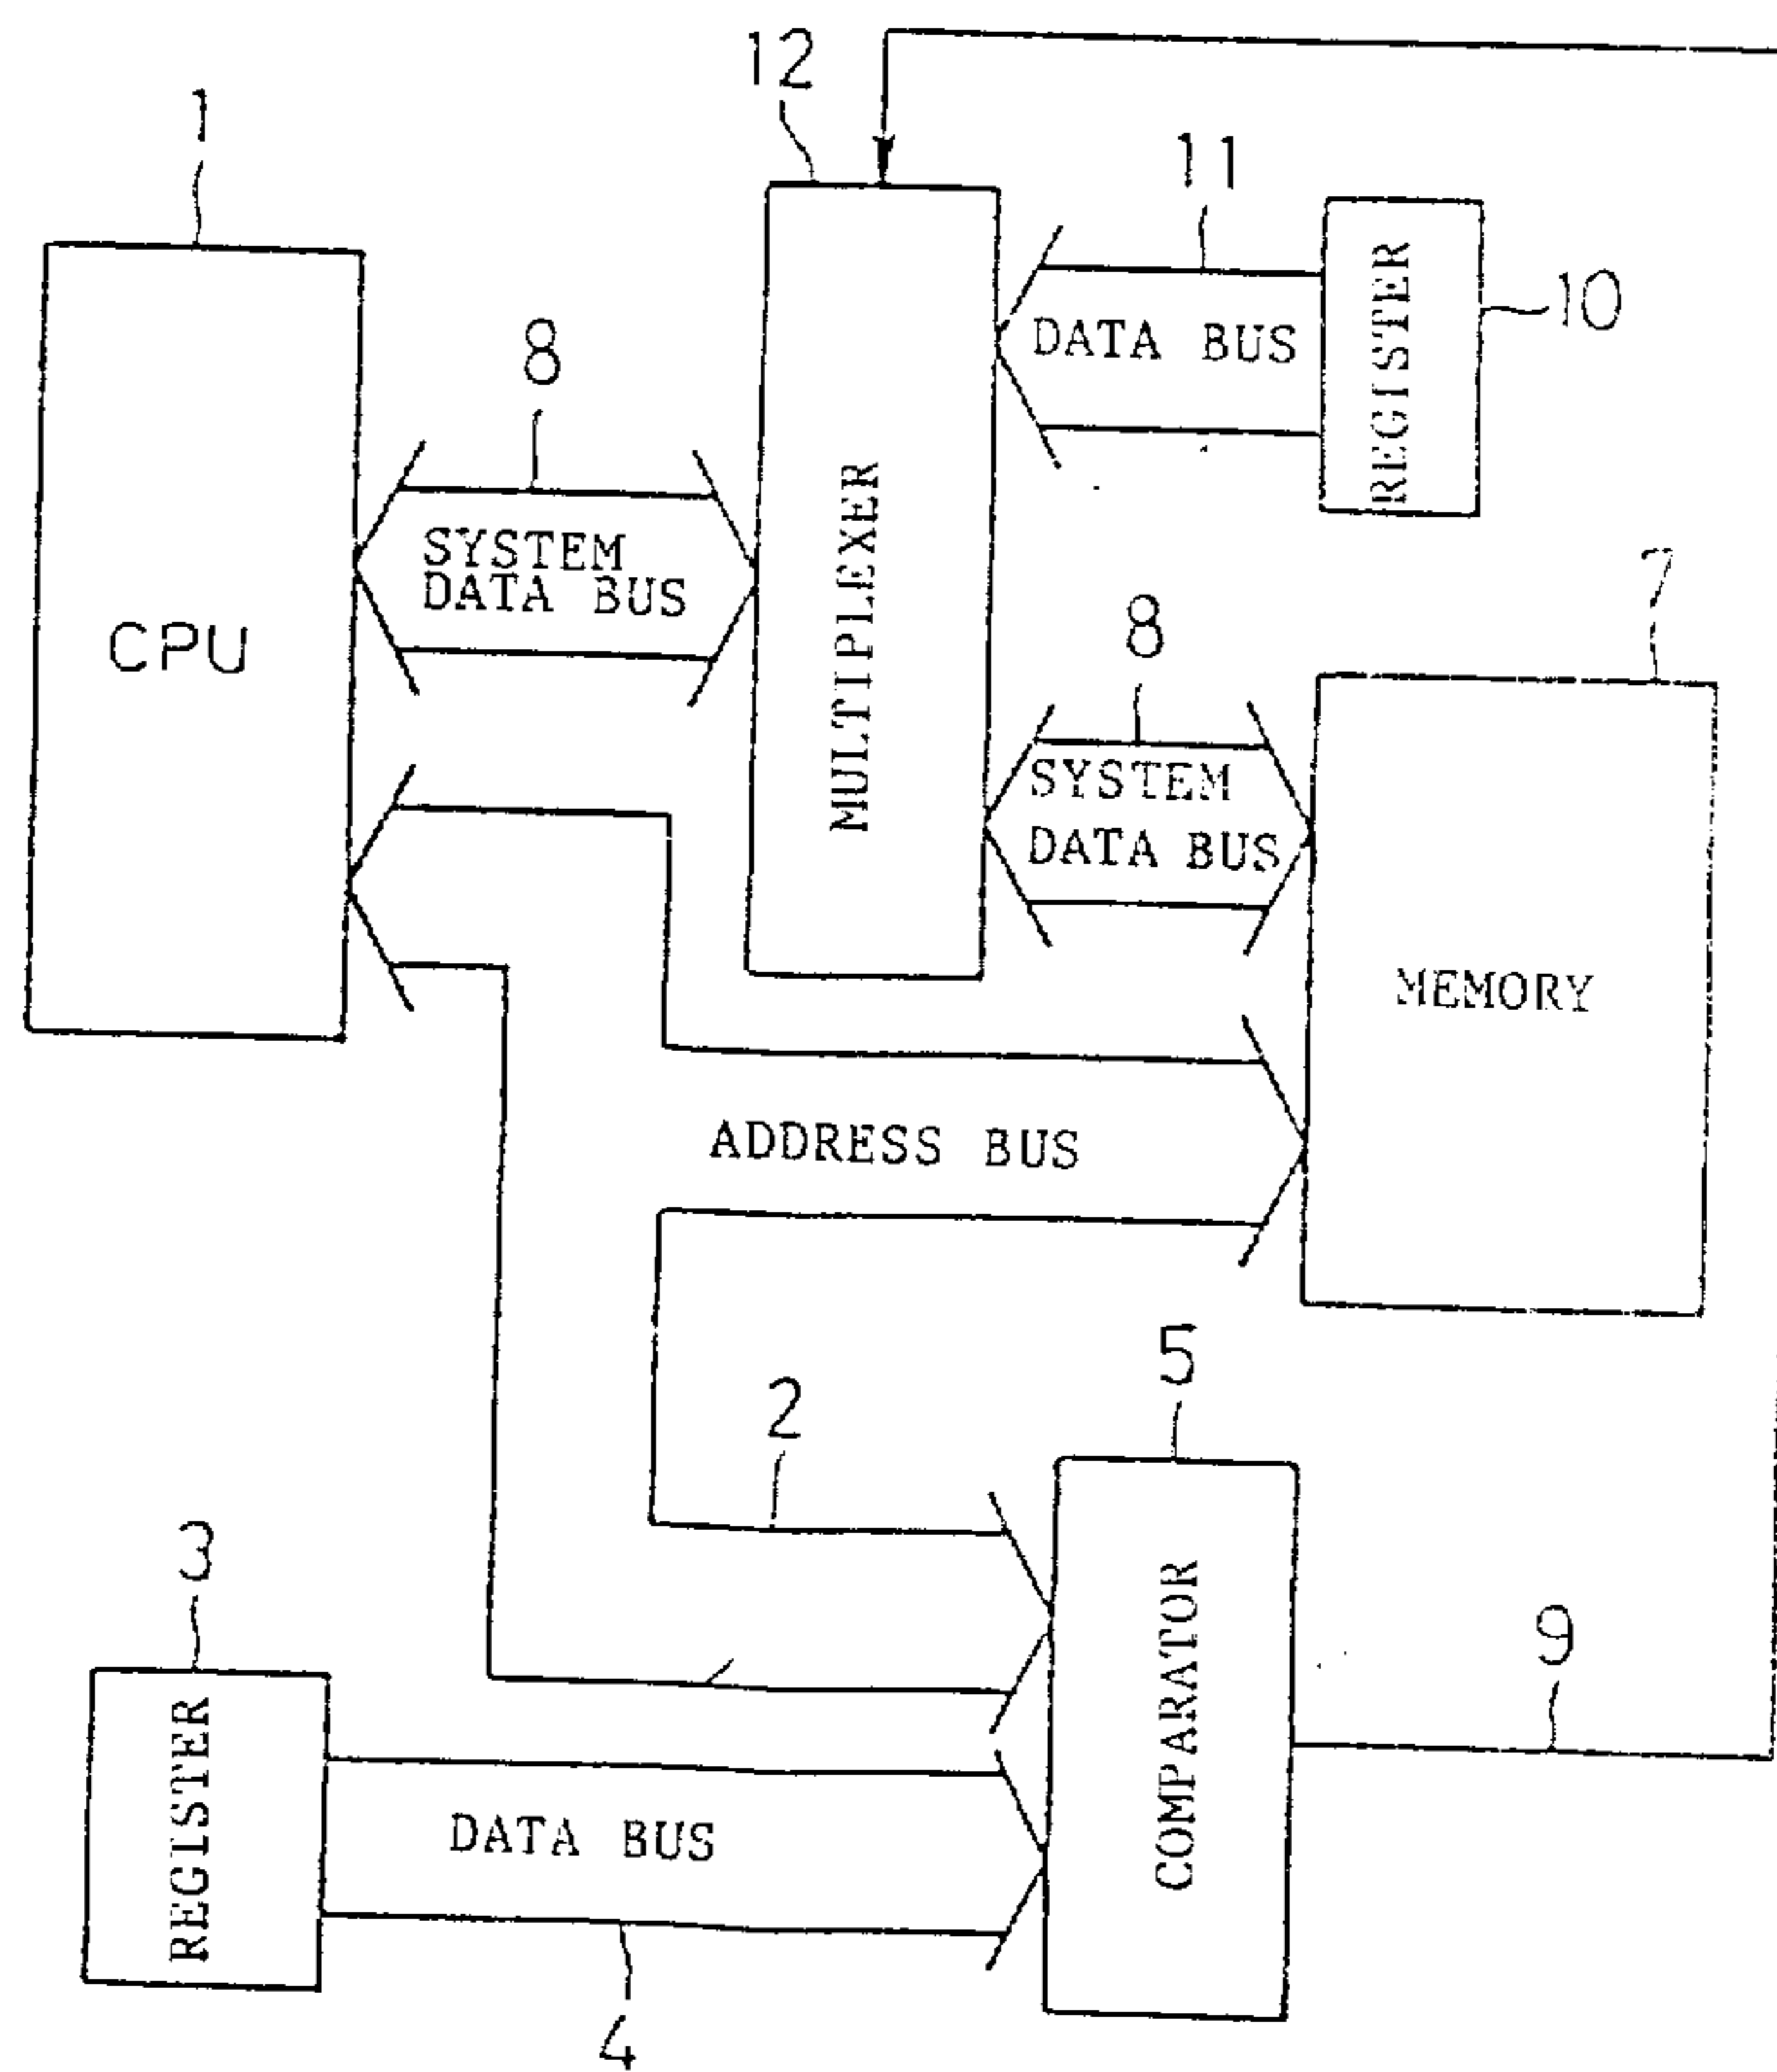 12
1
11
REGISTER
10
DATA BUS
8
SYSTEM
DATA BUS
MULTIPLEXER
CPU
7
8
SYSTEM
DATA BUS
MEMORY
ADDRESS BUS
5
2
3
COMPARATOR
9
REGISTER
DATA BUS
4